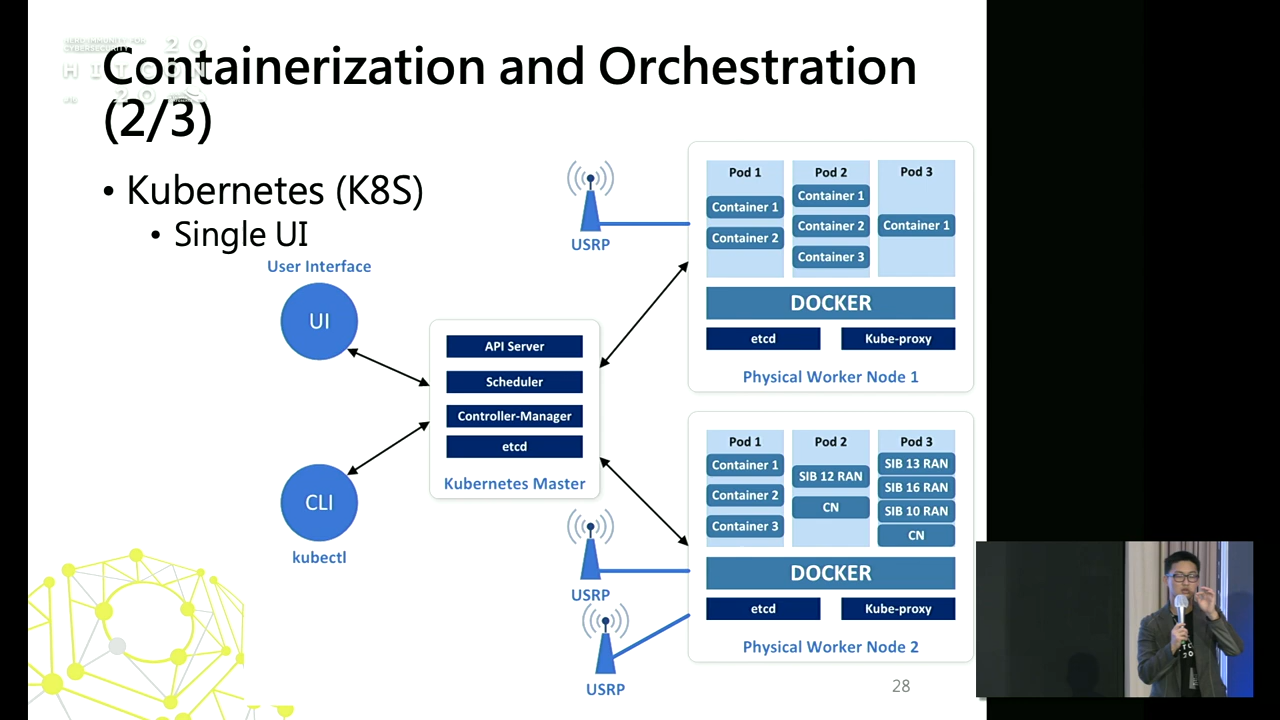 Containerization and Orchestration
(2/3)
• Kubernetes (K8S)
• Single UI
User Interface
UI
CLI
kubectl
API Server
Scheduler
Controller-Manager
etcd
Kubernetes Master
USRP
USRP
USRP
Pod 1
Container 1
Container 2
Pod 2
Container 1
Container 2
Container 3
Pod 3
Container 1
DOCKER
etcd
Kube-proxy
Physical Worker Node 1
Pod 1
Container 1
Container 2
Container 3
Pod 2
SIB 12 RAN
CN
Pod 3
SIB 13 RAN
SIB 16 RAN
SIB 10 RAN
CN
DOCKER
etcd
Kube-proxy
Physical Worker Node 2
28